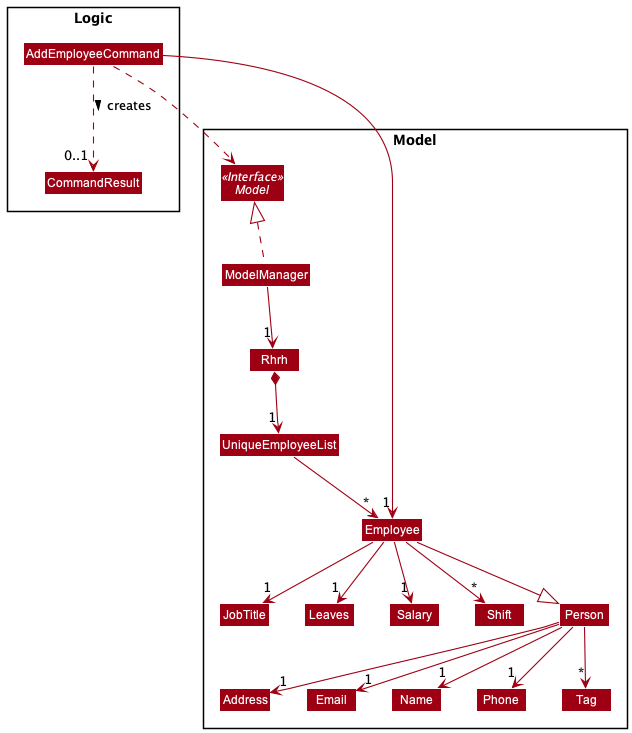 Logic
AddEmployeeCommand
creates
0..1
CommandResult
Model
«Interface»
Model
ModelManager
1
Rhrh
1
UniqueEmployeeList
* 1
Employee
1 1 1 *
JobTitle Leaves Salary Shift Person
1 1 1 1 *
Address Email Name Phone Tag